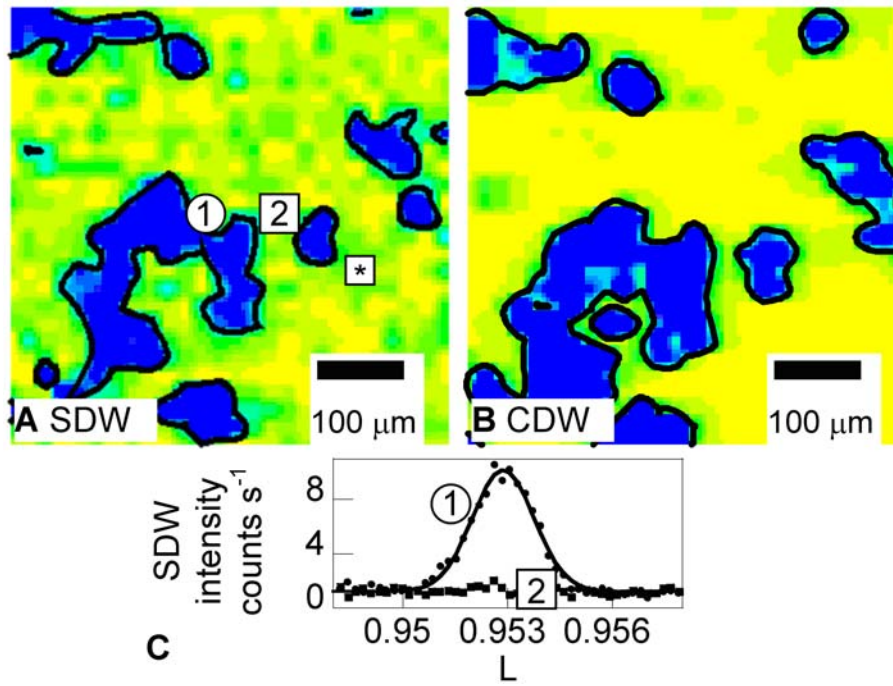 1
2
*
A SDW
100 μm
B CDW
100 μm
SDW
intensity
counts s⁻¹
8
4
0
1
2
0.95
0.953
0.956
L
C